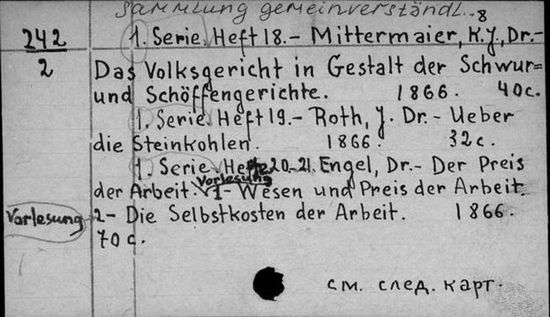 Sammlung gemeinverständl. 8
242
2
1. Serie. Heft 18.- Mittermaier, K.J., Dr.-
Das Volksgericht in Gestalt der Schwur-
und Schöffengerichte. 1866. 40c.
1. Serie. Heft 19.- Roth, J. Dr.- Ueber
die Steinkohlen. 1866. 32c.
1. Serie. Hefte 20.-21. Engel, Dr.- Der Preis
der Arbeit. Vorlesung 1- Wesen und Preis der Arbeit.
Vorlesung 2- Die Selbstkosten der Arbeit. 1866.
70c.
см. след. карт.